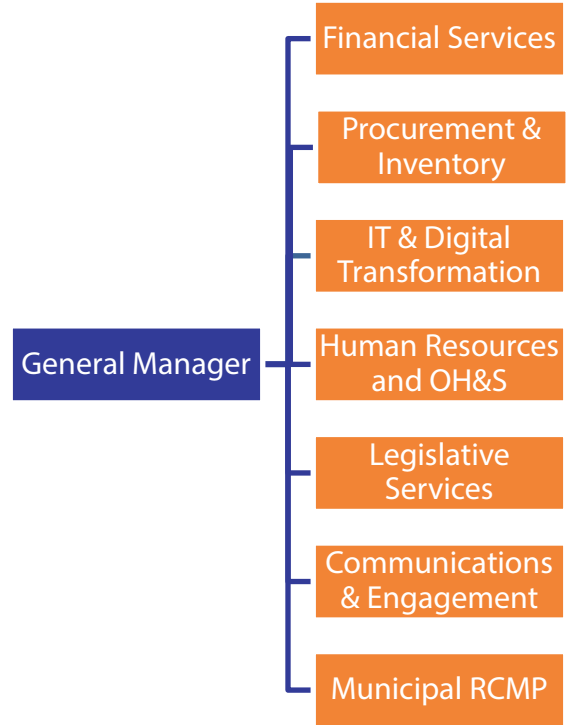 Financial Services
Procurement &
Inventory
IT & Digital
Transformation
General Manager
Human Resources
and OH&S
Legislative
Services
Communications
& Engagement
Municipal RCMP